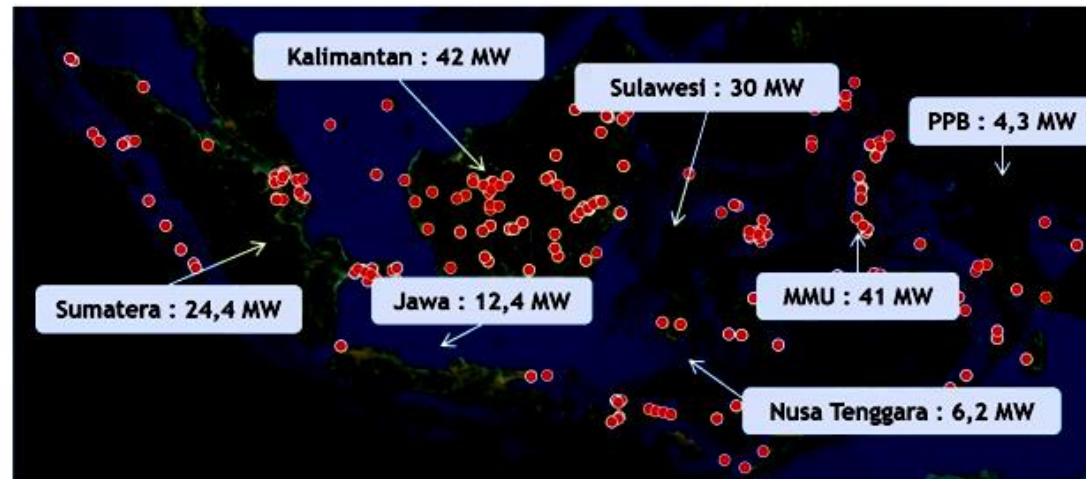 Kalimantan : 42 MW
Sulawesi : 30 MW
PPB : 4,3 MW
Sumatera : 24,4 MW
Jawa : 12,4 MW
MMU : 41 MW
Nusa Tenggara : 6,2 MW